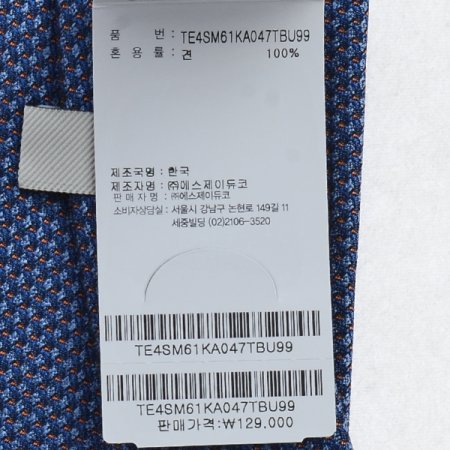 품 번: TE4SM61KA047TBU99
혼 용 률: 견 100%
제조국명 : 한국
제조자명 : ㈜에스제이듀코
판 매 자 명 : ㈜에스제이듀코
소비자상담실 : 서울시 강남구 논현로 149길 11
세중빌딩 (02)2106-3520
TE4SM61KA047TBU99
TE4SM61KA047TBU99
판매가격:₩129,000